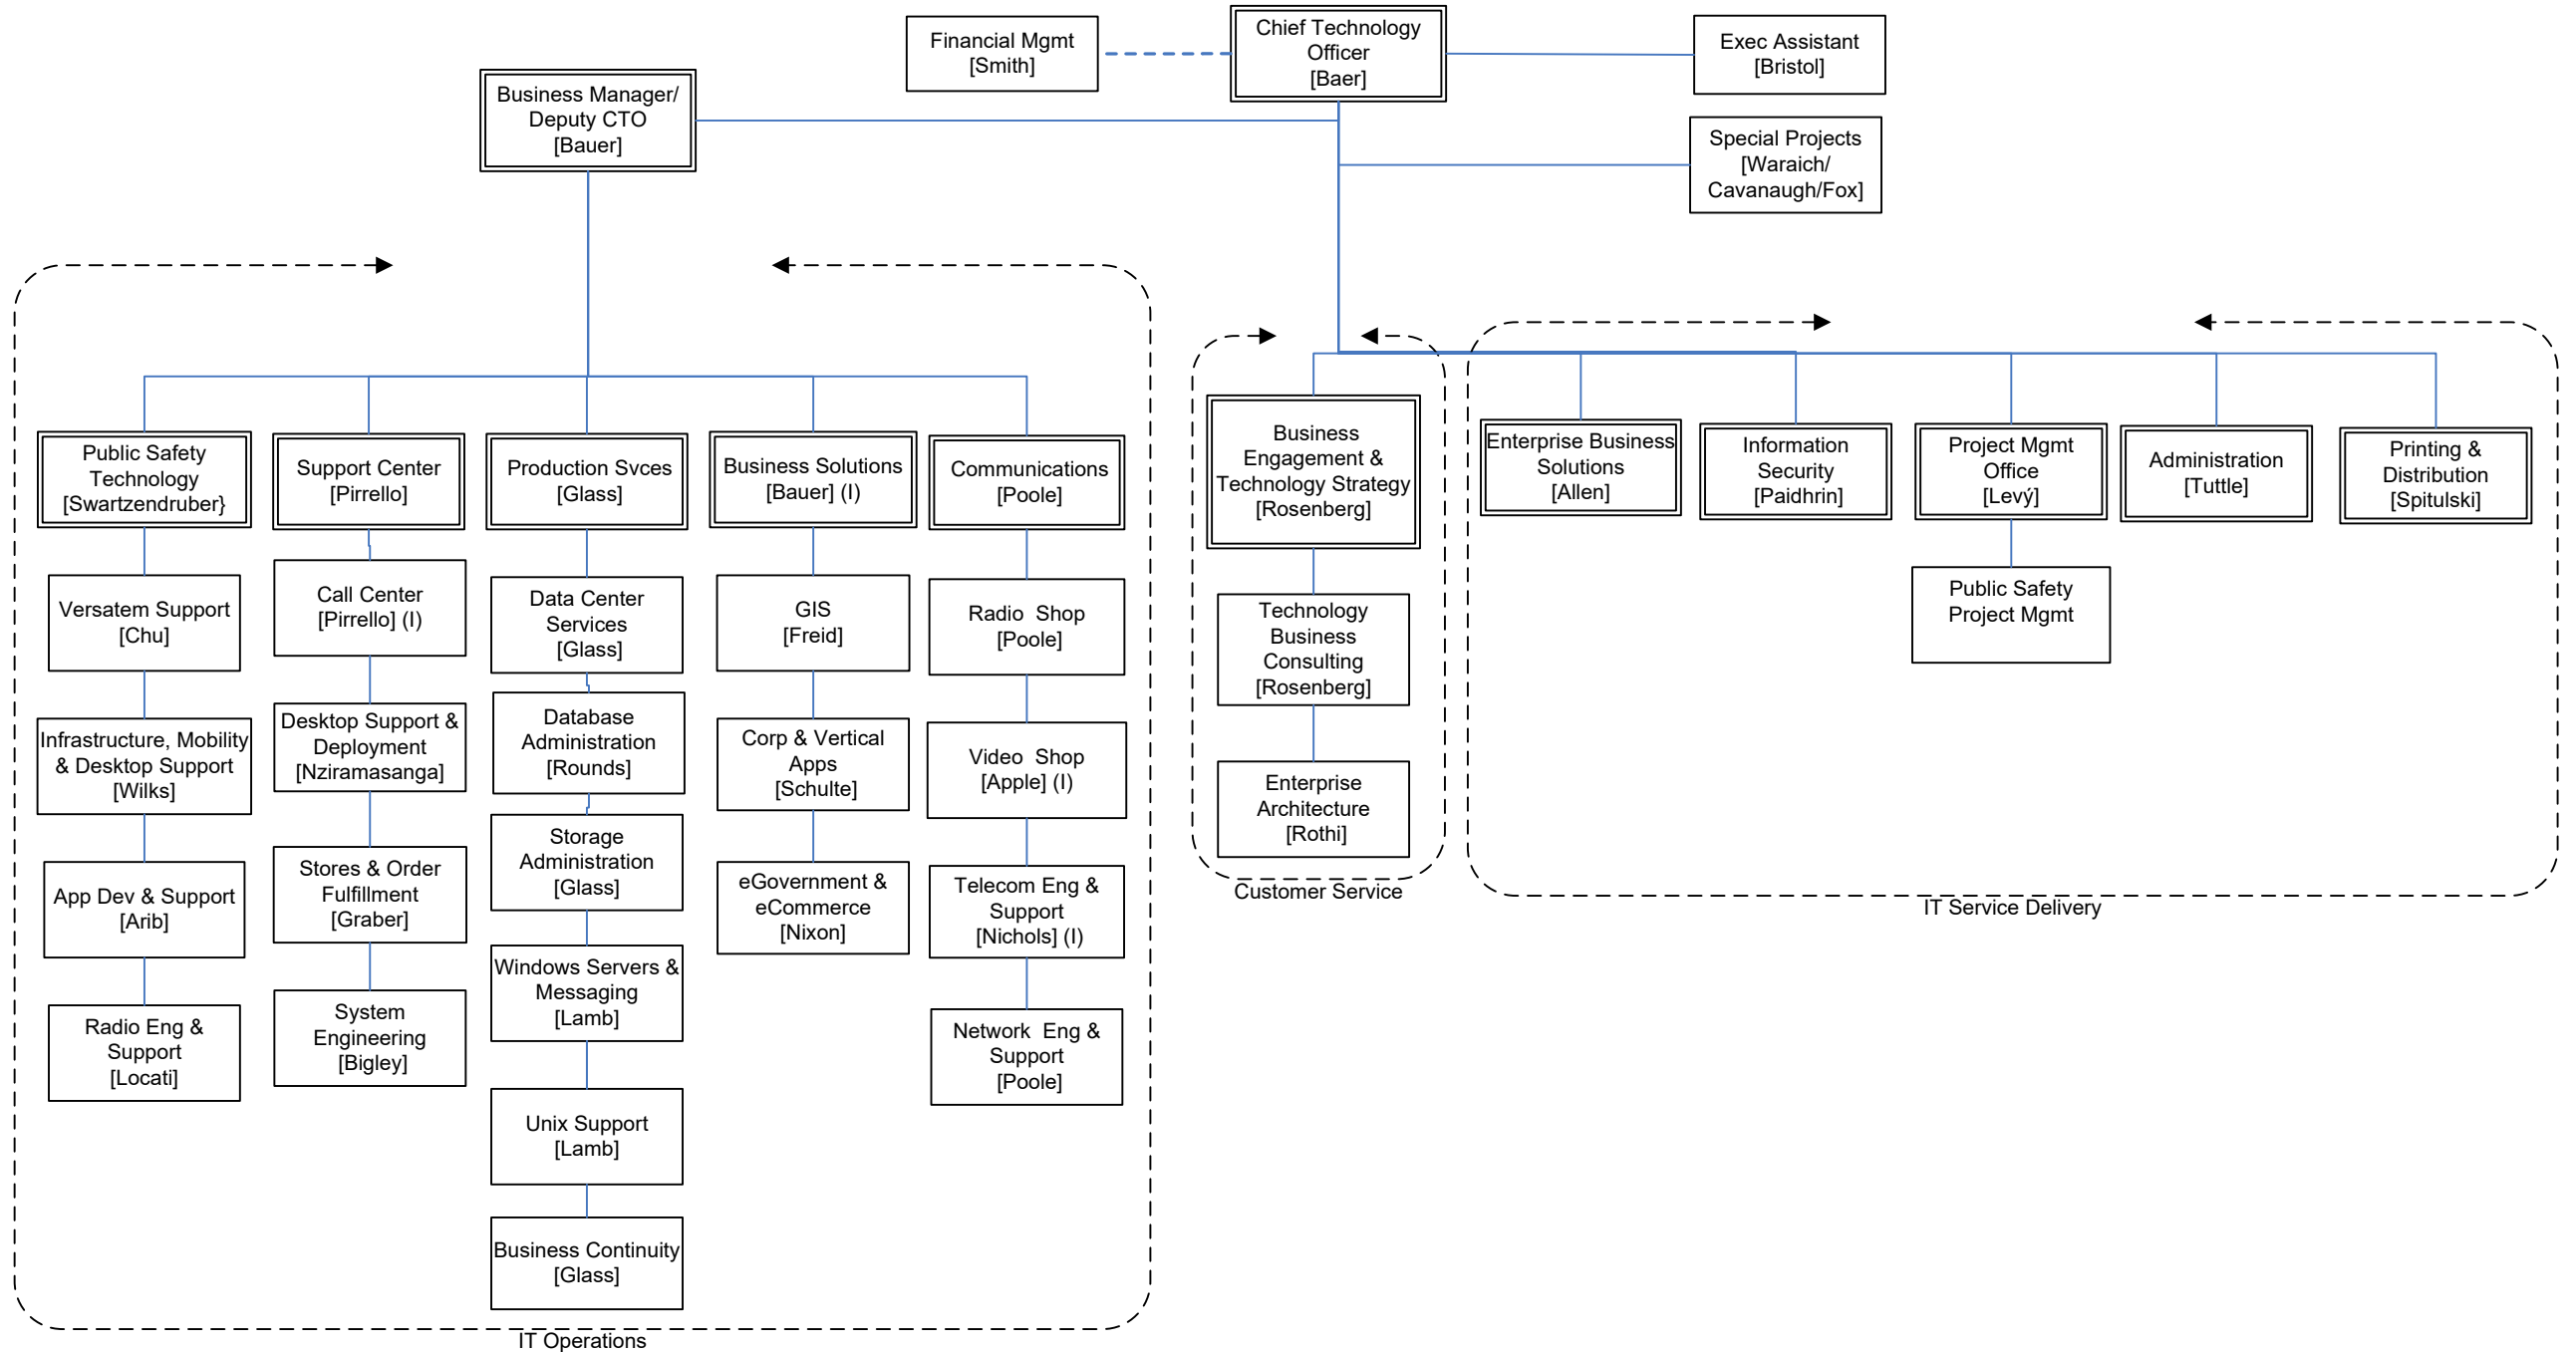 Financial Mgmt
[Smith]
Chief Technology
Officer
[Baer]
Exec Assistant
[Bristol]
Business Manager/
Deputy CTO
[Bauer]
Special Projects
[Waraich/
Cavanaugh/Fox]
Public Safety
Technology
[Swartzendruber}
Versatem Support
[Chu]
Infrastructure, Mobility
& Desktop Support
[Wilks]
App Dev & Support
[Arib]
Radio Eng &
Support
[Locati]
Support Center
[Pirrello]
Call Center
[Pirrello] (I)
Desktop Support &
Deployment
[Nziramasanga]
Stores & Order
Fulfillment
[Graber]
System
Engineering
[Bigley]
Production Svces
[Glass]
Data Center
Services
[Glass]
Database
Administration
[Rounds]
Storage
Administration
[Glass]
Windows Servers &
Messaging
[Lamb]
Unix Support
[Lamb]
Business Continuity
[Glass]
Business Solutions
[Bauer] (I)
GIS
[Freid]
Corp & Vertical
Apps
[Schulte]
eGovernment &
eCommerce
[Nixon]
Communications
[Poole]
Radio  Shop
[Poole]
Video  Shop
[Apple] (I)
Telecom Eng &
Support
[Nichols] (I)
Network  Eng &
Support
[Poole]
IT Operations
Business
Engagement &
Technology Strategy
[Rosenberg]
Technology
Business
Consulting
[Rosenberg]
Enterprise
Architecture
[Rothi]
Customer Service
Enterprise Business
Solutions
[Allen]
Information
Security
[Paidhrin]
Project Mgmt
Office
[Levý]
Public Safety
Project Mgmt
Administration
[Tuttle]
Printing &
Distribution
[Spitulski]
IT Service Delivery